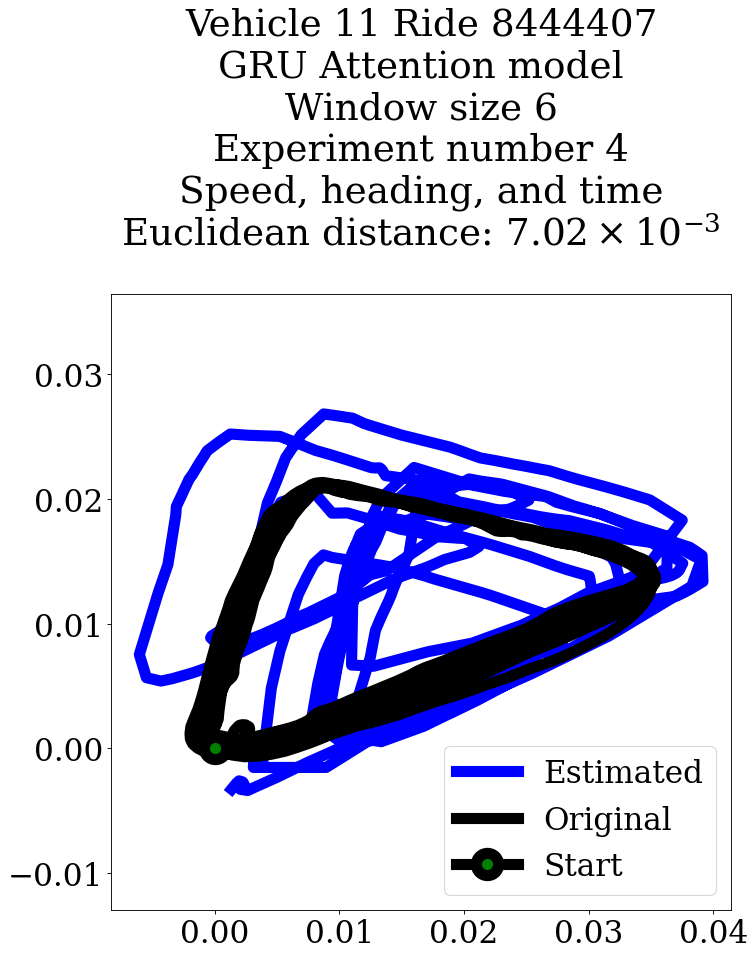 Vehicle 11 Ride 8444407
GRU Attention model
Window size 6
Experiment number 4
Speed, heading, and time
Euclidean distance: 7.02 × 10⁻³
0.03
0.02
0.01
0.00
−0.01
Estimated
Original
Start
0.00 0.01 0.02 0.03 0.04